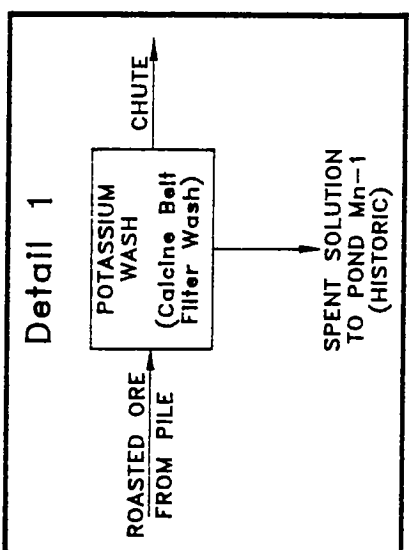 Detail 1
ROASTED ORE
FROM PILE
POTASSIUM
WASH
(Calcine Belt
Filter Wash)
CHUTE
SPENT SOLUTION
TO POND Mn-1
(HISTORIC)